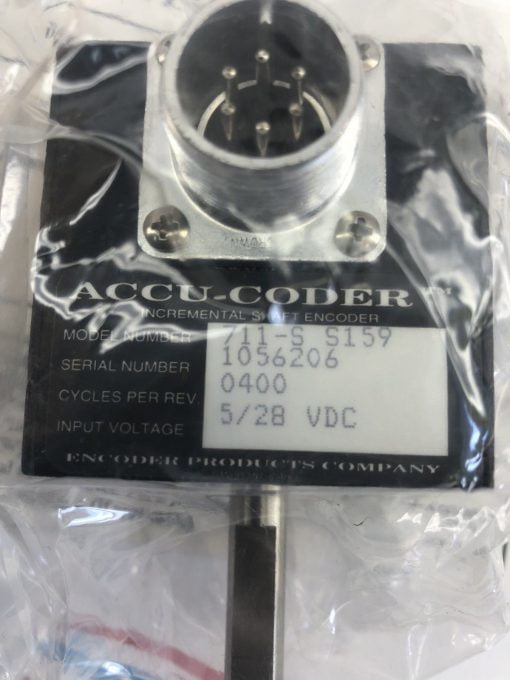 ACCU-CODER ™
INCREMENTAL SHAFT ENCODER
MODEL NUMBER 711-S S159
SERIAL NUMBER 1056206
CYCLES PER REV. 0400
INPUT VOLTAGE 5/28 VDC
ENCODER PRODUCTS COMPANY